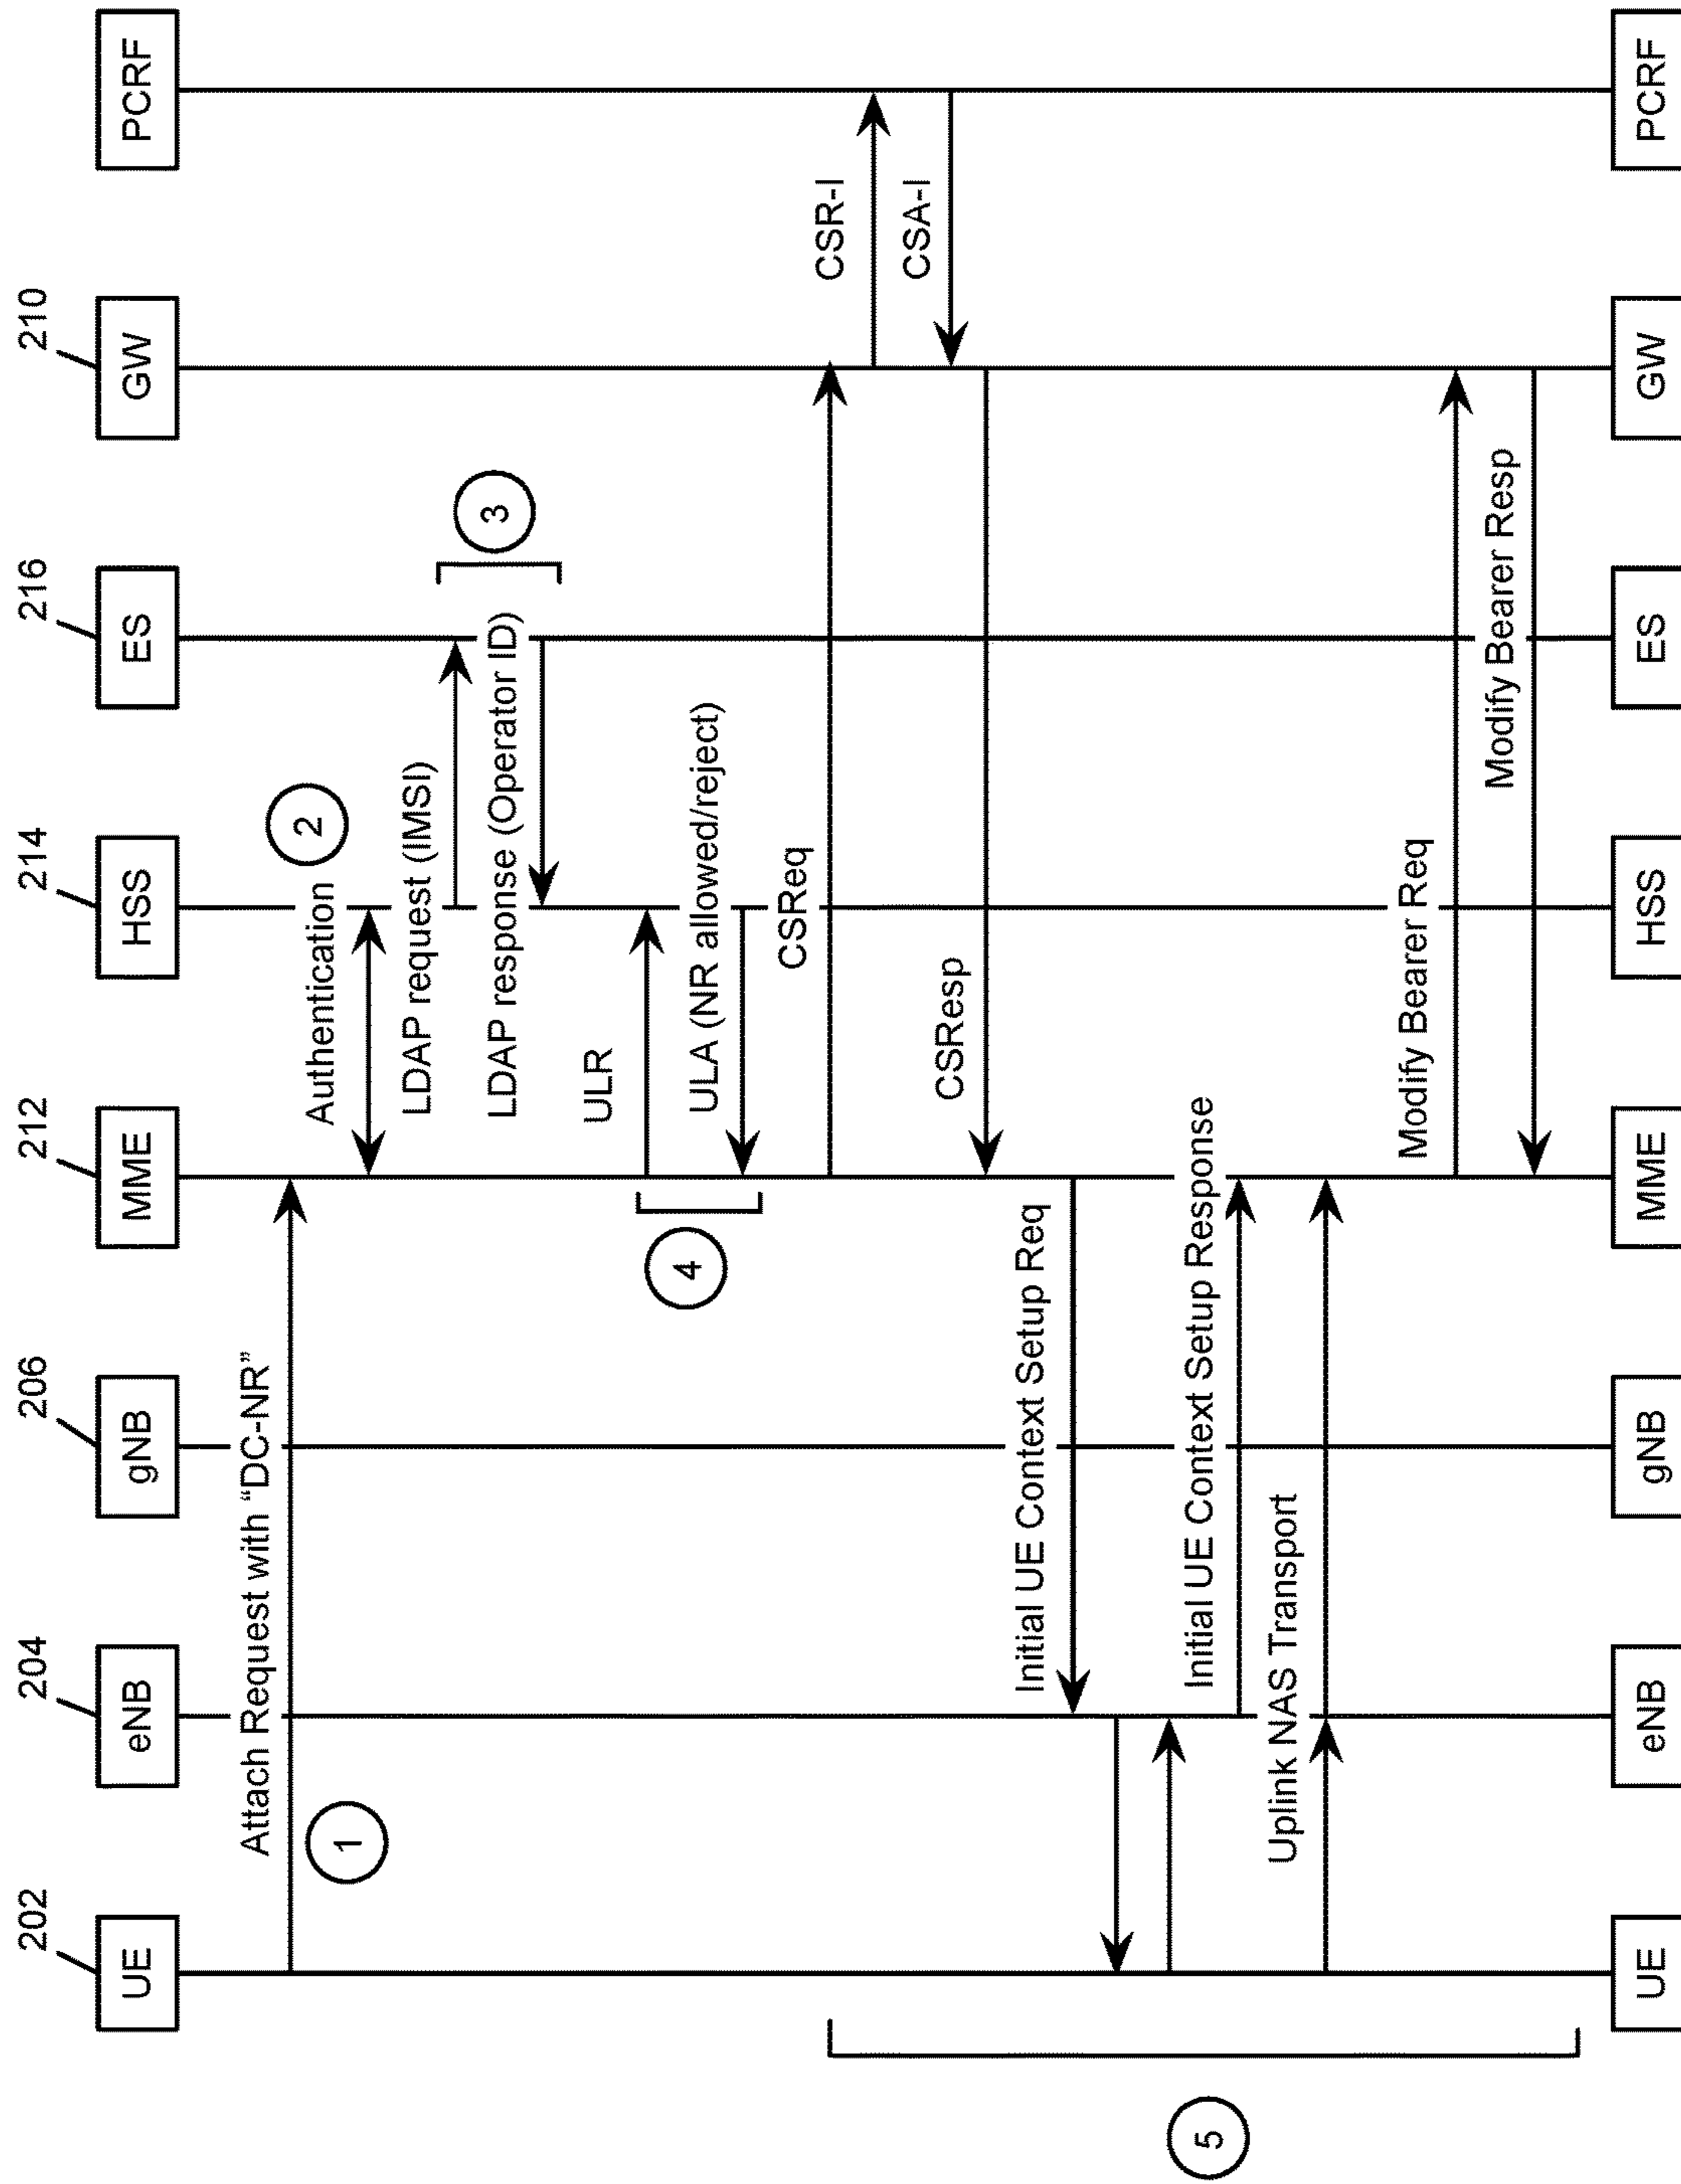 202
204
206
212
214
216
210
UE
eNB
gNB
MME
HSS
ES
GW
PCRF
Attach Request with “DC-NR”
1
Authentication
2
LDAP request (IMSI)
LDAP response (Operator ID)
3
ULR
ULA (NR allowed/reject)
4
CSReq
CSR-I
CSA-I
CSResp
Initial UE Context Setup Req
Initial UE Context Setup Response
Uplink NAS Transport
Modify Bearer Req
Modify Bearer Resp
5
UE
eNB
gNB
MME
HSS
ES
GW
PCRF